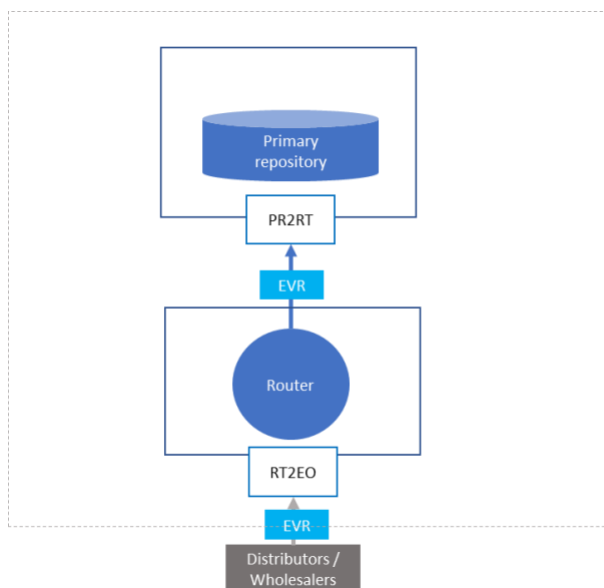 Primary
repository
PR2RT
EVR
Router
RT2EO
EVR
Distributors /
Wholesalers